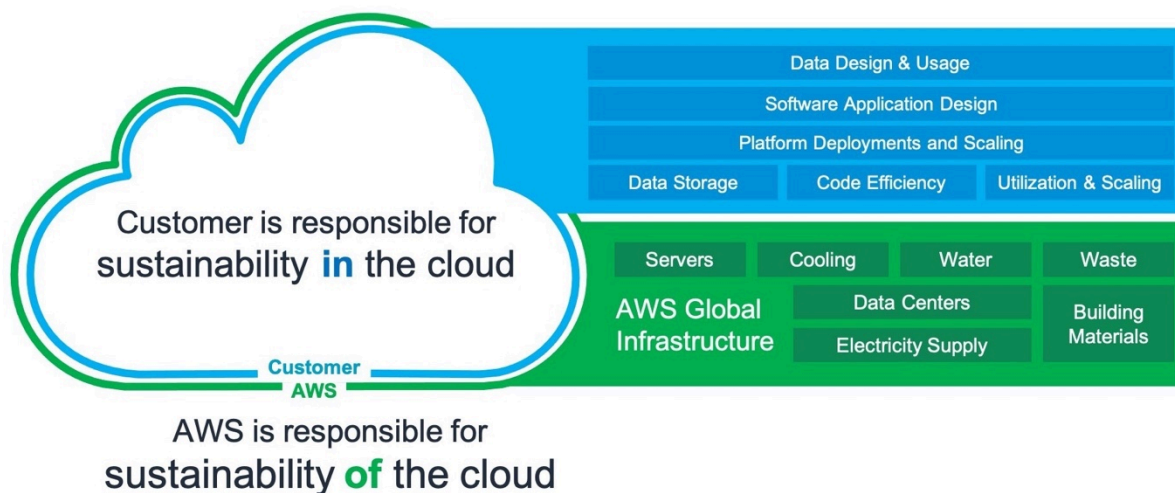 Data Design & Usage
Software Application Design
Platform Deployments and Scaling
Data Storage
Code Efficiency
Utilization & Scaling
Customer is responsible for
sustainability in the cloud
Servers
Cooling
Water
Waste
AWS Global
Infrastructure
Data Centers
Electricity Supply
Building
Materials
Customer
AWS
AWS is responsible for
sustainability of the cloud